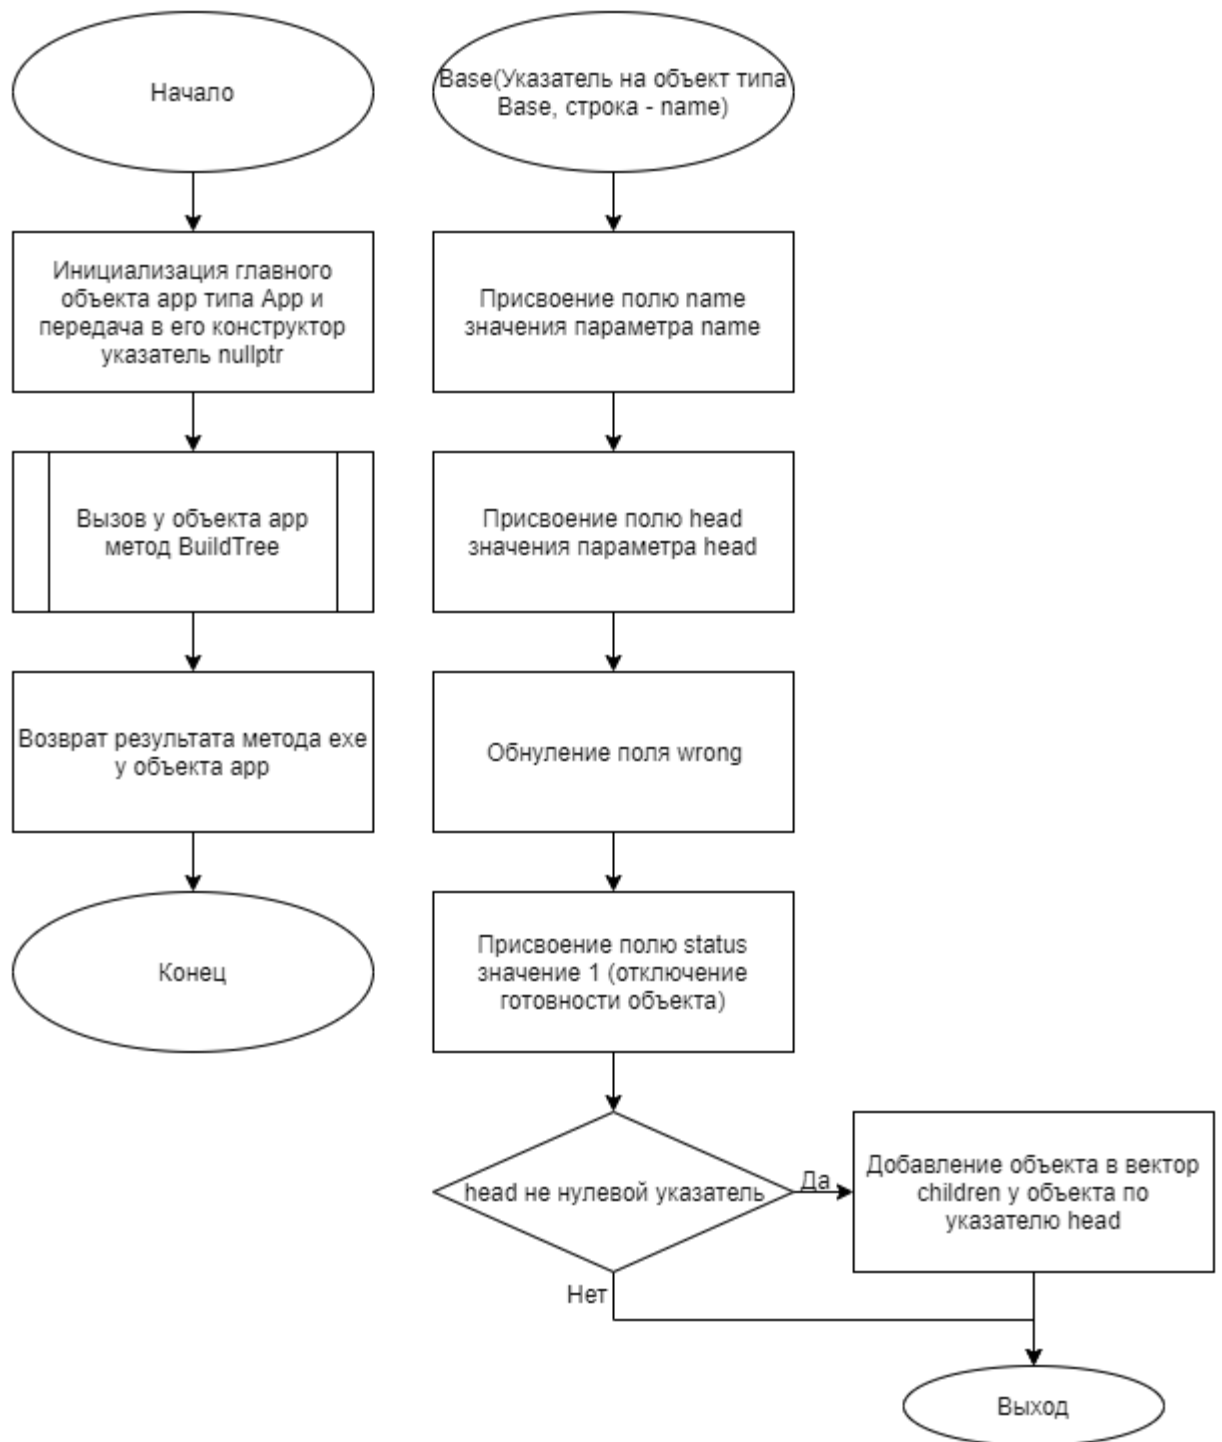 Начало
Инициализация главного
объекта app типа App и
передача в его конструктор
указатель nullptr
Вызов у объекта app
метод BuildTree
Возврат результата метода exe
у объекта app
Конец
Base(Указатель на объект типа
Base, строка - name)
Присвоение полю name
значения параметра name
Присвоение полю head
значения параметра head
Обнуление поля wrong
Присвоение полю status
значение 1 (отключение
готовности объекта)
head не нулевой указатель
Да
Добавление объекта в вектор
children у объекта по
указателю head
Нет
Выход